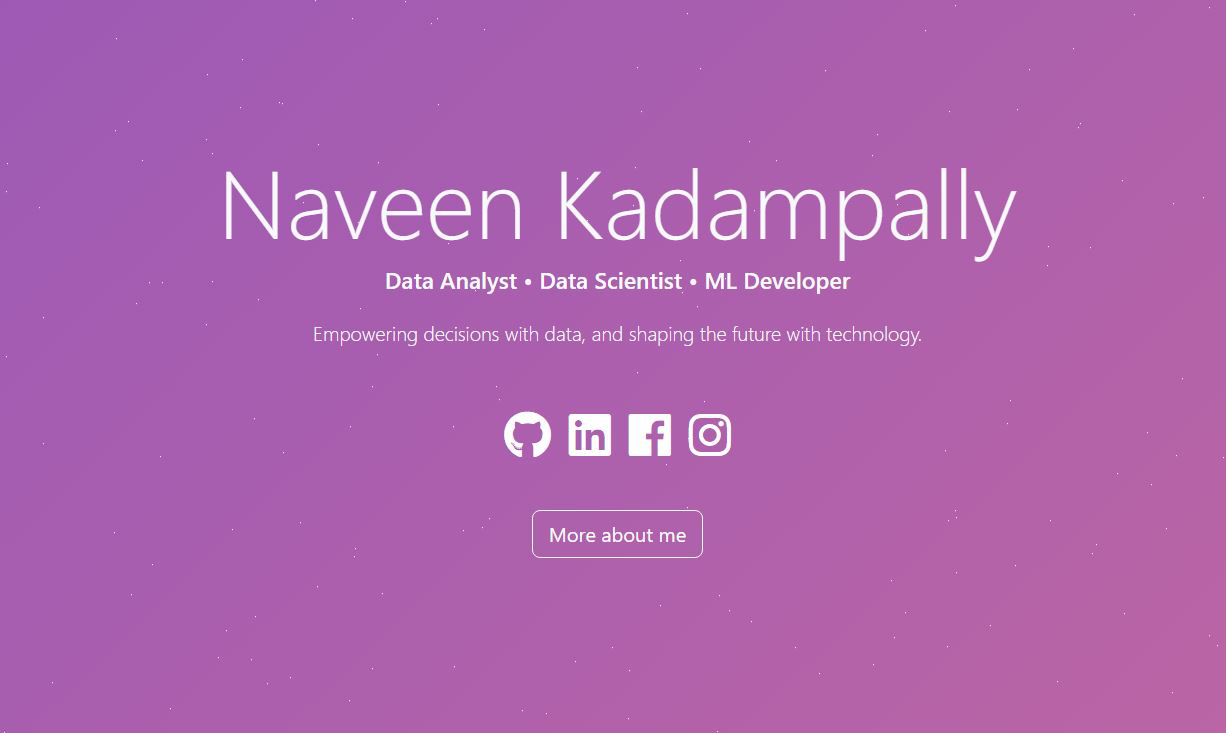 Naveen Kadampally
Data Analyst • Data Scientist • ML Developer
Empowering decisions with data, and shaping the future with technology.
in f
More about me